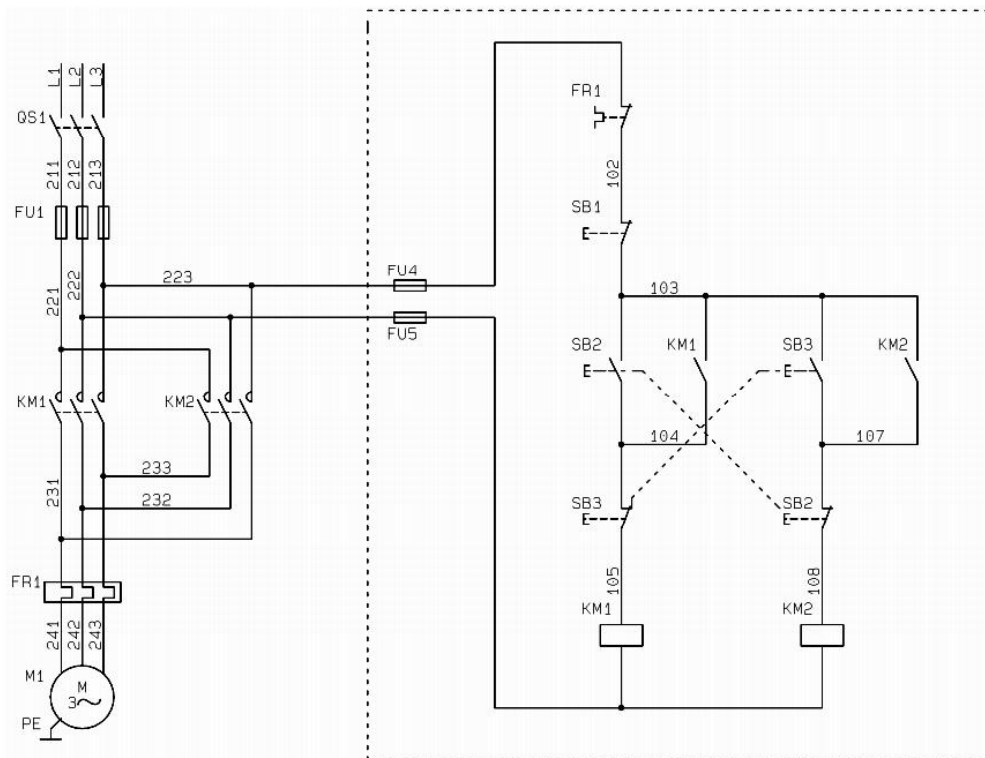 L1
L2
L3
QS1
211
212
213
FU1
221
222
223
FU4
FU5
KM1
KM2
233
232
231
FR1
241
242
243
M1
M
3
PE
FR1
102
SB1
103
SB2
KM1
SB3
KM2
104
107
SB3
SB2
105
108
KM1
KM2